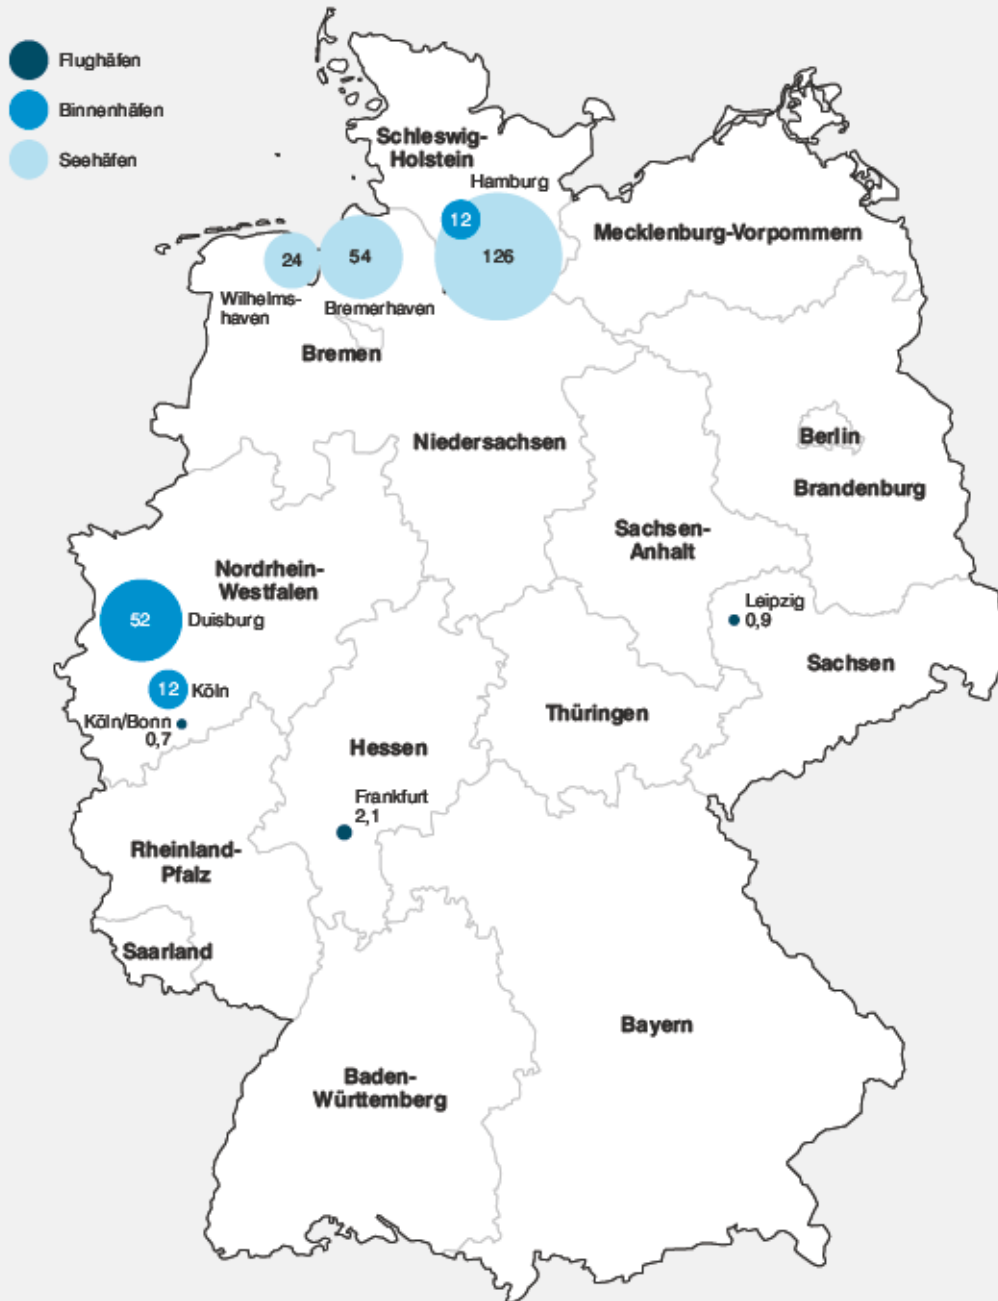 Flughäfen
Binnenhäfen
Seehäfen
Schleswig-
Holstein
Hamburg
12
126
Mecklenburg-Vorpommern
24
54
Wilhelms-
haven
Bremerhaven
Bremen
Niedersachsen
Berlin
Brandenburg
Sachsen-
Anhalt
Nordrhein-
Westfalen
52
Duisburg
Leipzig
0,9
Sachsen
12
Köln
Köln/Bonn
0,7
Thüringen
Hessen
Frankfurt
2,1
Rheinland-
Pfalz
Saarland
Bayern
Baden-
Württemberg